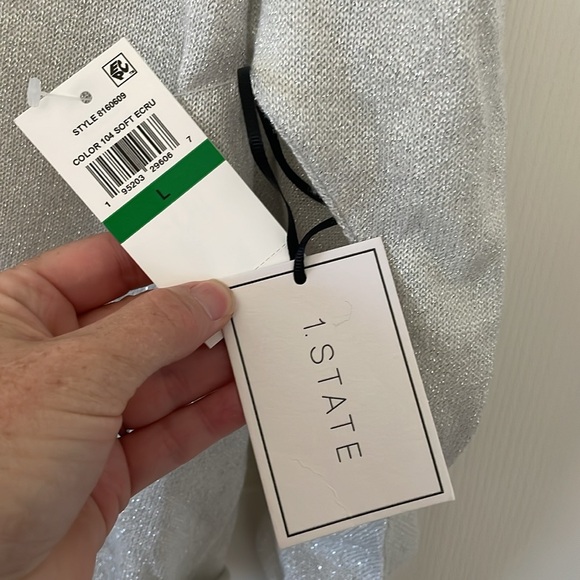 STYLE 8160609
COLOR 104 SOFT ECRU
1 95203 29606 7
L
1.STATE